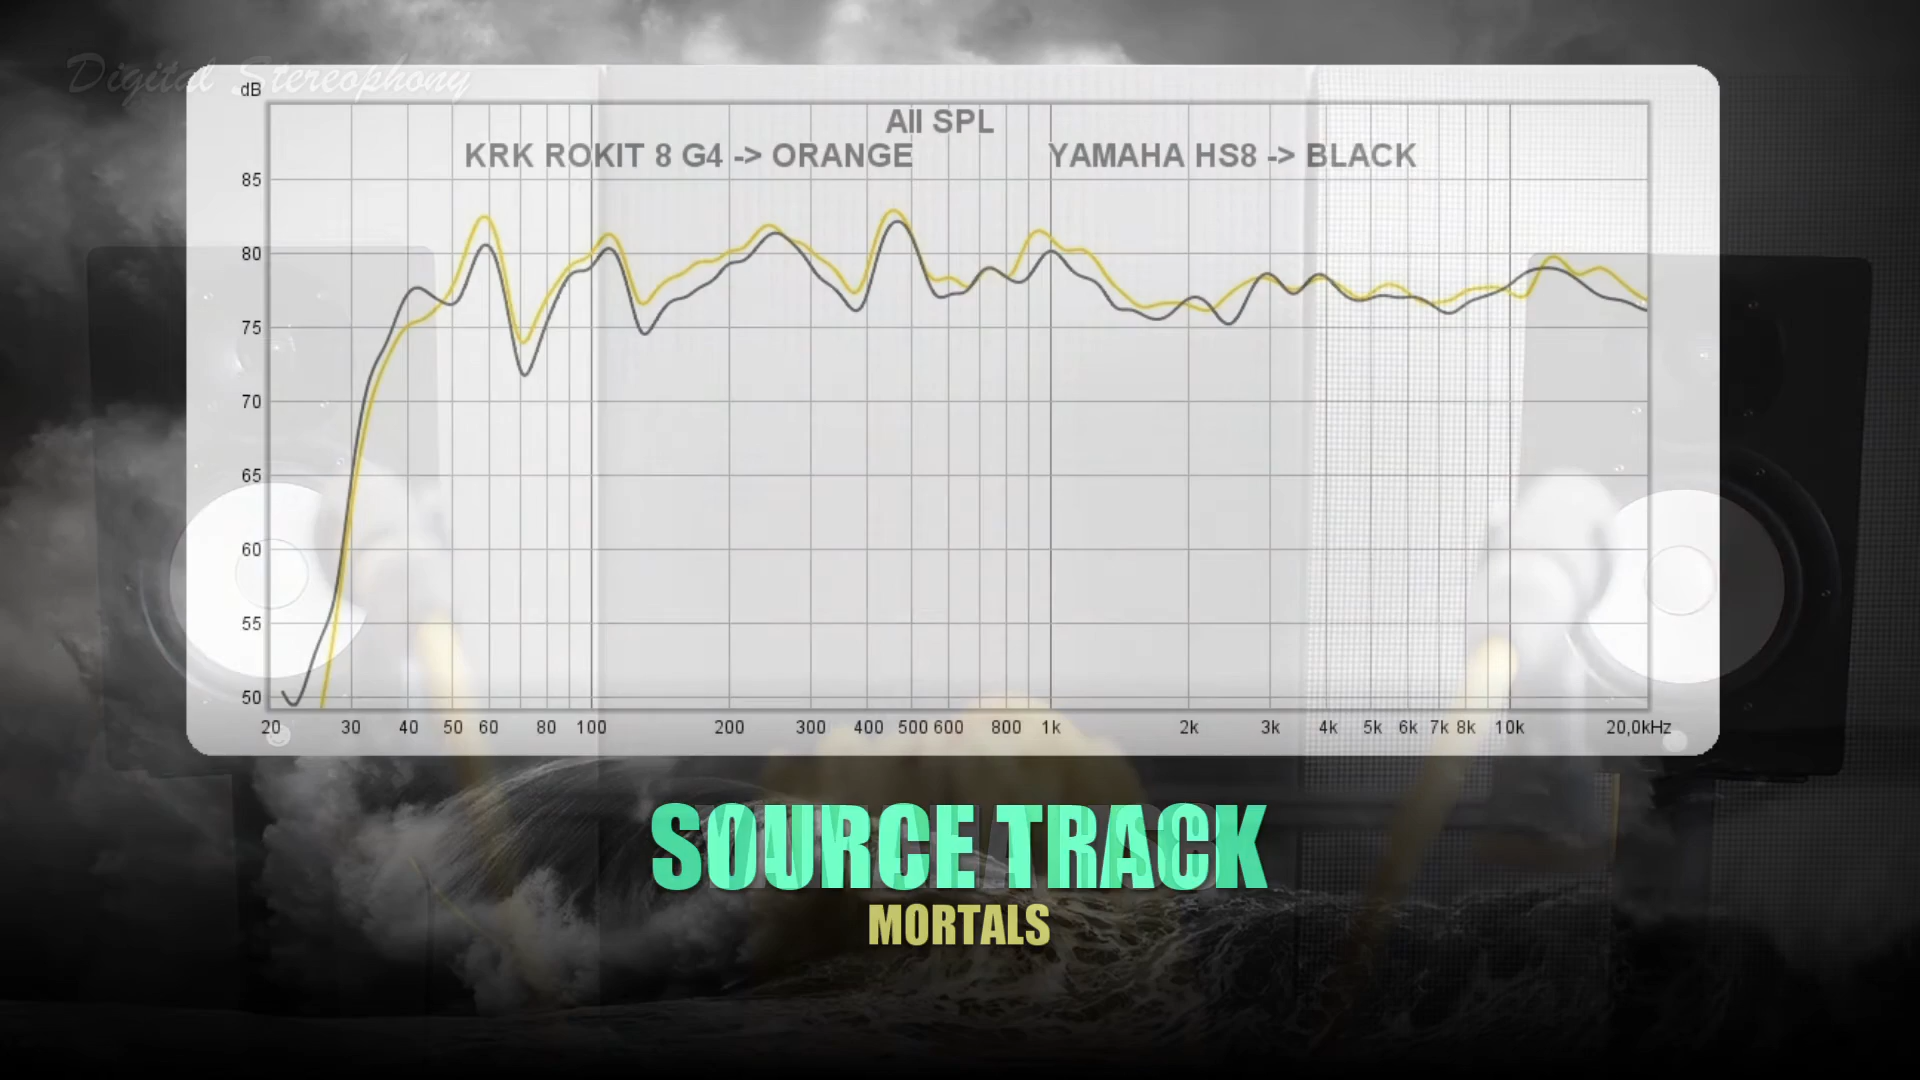 Digital Stereophony
dB
All SPL
KRK ROKIT 8 G4 -> ORANGE YAMAHA HS8 -> BLACK
85
80
75
70
65
60
55
50
20 30 40 50 60 80 100 200 300 400 500 600 800 1k 2k 3k 4k 5k 6k 7k 8k 10k 20,0kHz
SOURCE TRACK
MORTALS